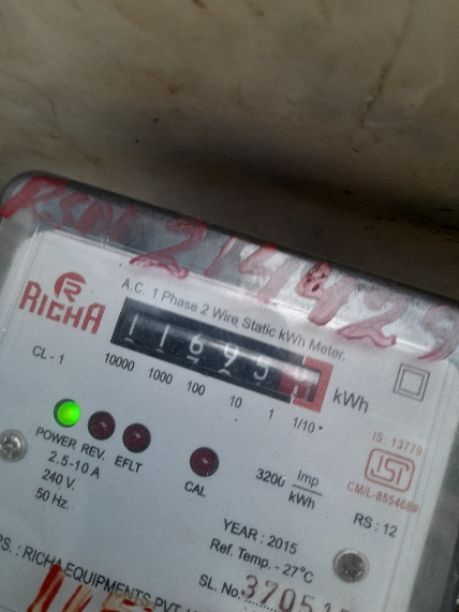 RICHA
A.C. 1 Phase 2 Wire Static kWh Meter.
11695
kWh
CL - 1
10000 1000 100 10 1 1/10
POWER REV. EFLT
CAL
2.5-10 A
240 V.
50 Hz.
3200 Imp
kWh
IS : 13779
CM/L-8554689
RS : 12
YEAR : 2015
Ref. Temp. - 27°C
RICHA EQUIPMENTS PVT
SL. No. 3705